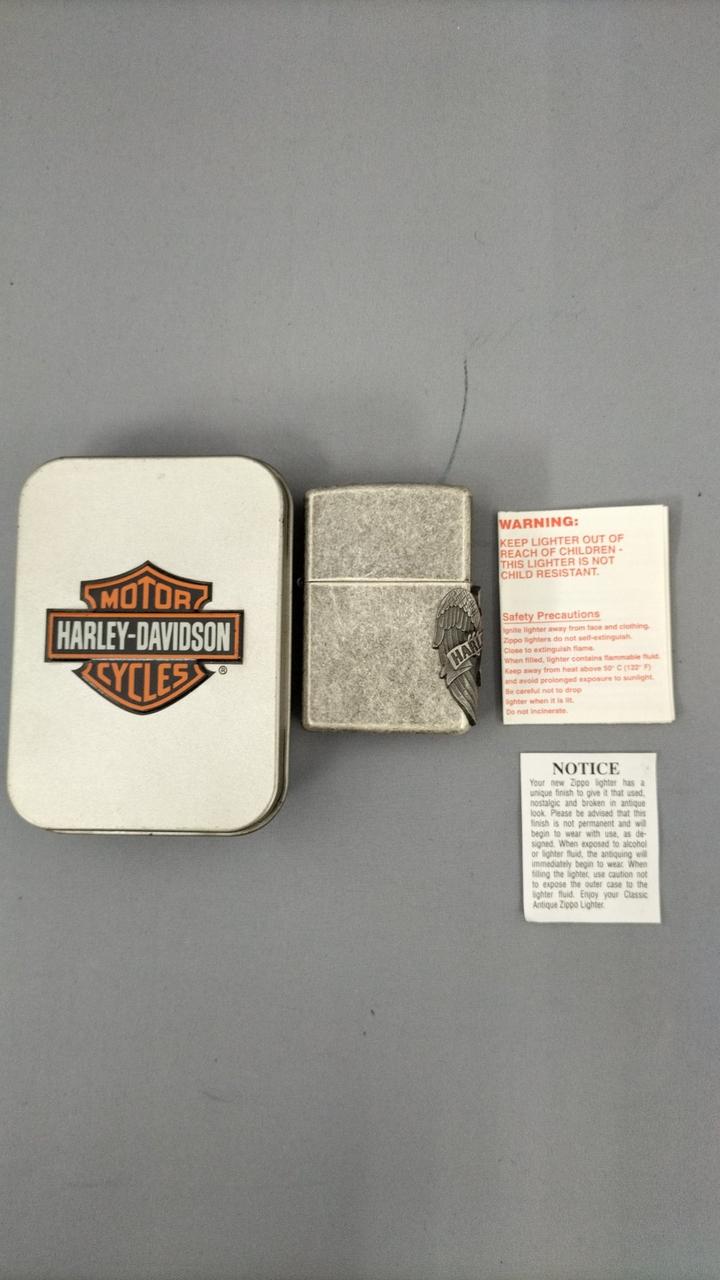 MOTOR
HARLEY-DAVIDSON
CYCLES
®
HARLE
WARNING:
KEEP LIGHTER OUT OF
REACH OF CHILDREN -
THIS LIGHTER IS NOT
CHILD RESISTANT.
Safety Precautions
Ignite lighter away from face and clothing.
Zippo lighters do not self-extinguish.
Close to extinguish flame.
When filled, lighter contains flammable fluid.
Keep away from heat above 50° C (122° F)
and avoid prolonged exposure to sunlight.
Be careful not to drop
lighter when it is lit.
Do not incinerate.
NOTICE
Your new Zippo lighter has a
unique finish to give it that used,
nostalgic and broken in antique
look. Please be advised that this
finish is not permanent and will
begin to wear with use, as de-
signed. When exposed to alcohol
or lighter fluid, the antiquing will
immediately begin to wear. When
filling the lighter, use caution not
to expose the outer case to the
lighter fluid. Enjoy your Classic
Antique Zippo Lighter.